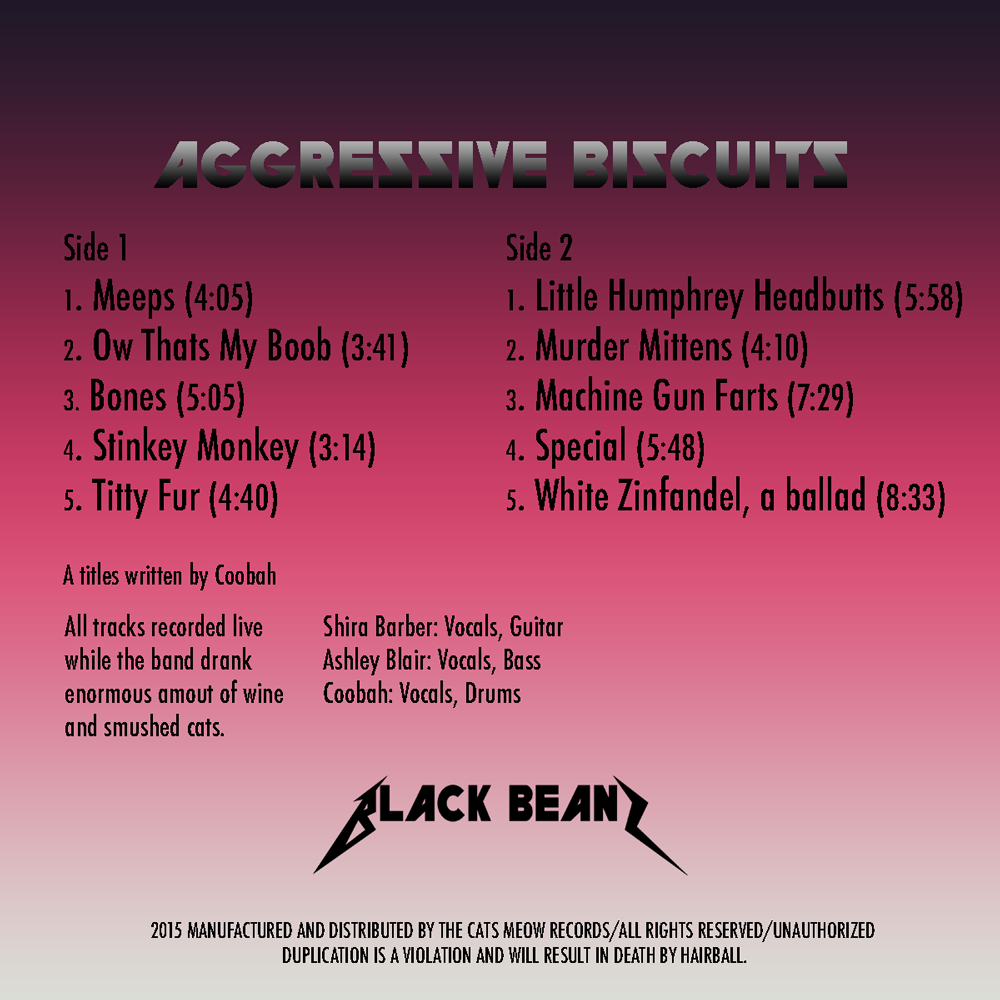 AGGRESSIVE BISCUITS
Side 1
1. Meeps (4:05)
2. Ow Thats My Boob (3:41)
3. Bones (5:05)
4. Stinkey Monkey (3:14)
5. Titty Fur (4:40)
Side 2
1. Little Humphrey Headbutts (5:58)
2. Murder Mittens (4:10)
3. Machine Gun Farts (7:29)
4. Special (5:48)
5. White Zinfandel, a ballad (8:33)
A titles written by Coobah
All tracks recorded live
while the band drank
enormous amout of wine
and smushed cats.
Shira Barber: Vocals, Guitar
Ashley Blair: Vocals, Bass
Coobah: Vocals, Drums
BLACK BEANZ
2015 MANUFACTURED AND DISTRIBUTED BY THE CATS MEOW RECORDS/ALL RIGHTS RESERVED/UNAUTHORIZED
DUPLICATION IS A VIOLATION AND WILL RESULT IN DEATH BY HAIRBALL.